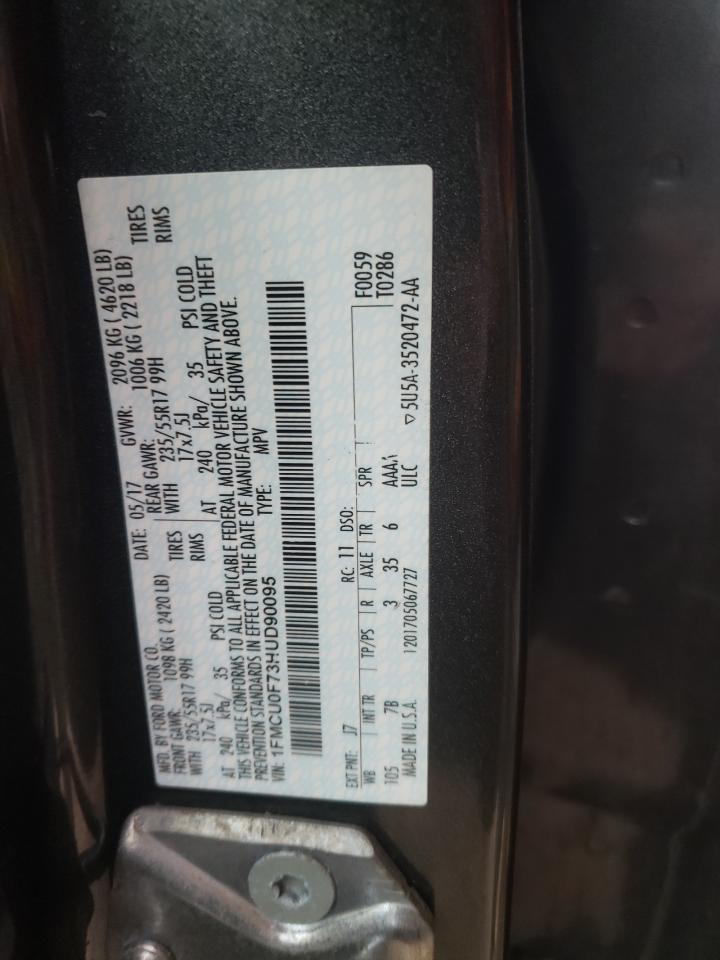 MFD. BY FORD MOTOR CO. DATE: 05/17 GVWR: 2096 KG ( 4620 LB)
FRONT GAWR: 1098 KG ( 2420 LB) REAR GAWR: 1006 KG ( 2218 LB)
WITH 235/55R17 99H TIRES WITH 235/55R17 99H TIRES
17x7.5J RIMS 17x7.5J RIMS
AT 240 kPa/ 35 PSI COLD AT 240 kPa/ 35 PSI COLD
THIS VEHICLE CONFORMS TO ALL APPLICABLE FEDERAL MOTOR VEHICLE SAFETY AND THEFT
PREVENTION STANDARDS IN EFFECT ON THE DATE OF MANUFACTURE SHOWN ABOVE.
VIN: 1FMCU0F73HUD90095 TYPE: MPV
EXT PNT: J7 RC: 11 DSO: F0059
WB INT TR TP/PS R AXLE TR SPR T0286
105 7B 3 35 6
MADE IN U.S.A. 1201705067727 ULC ▽5U5A-3520472-AA